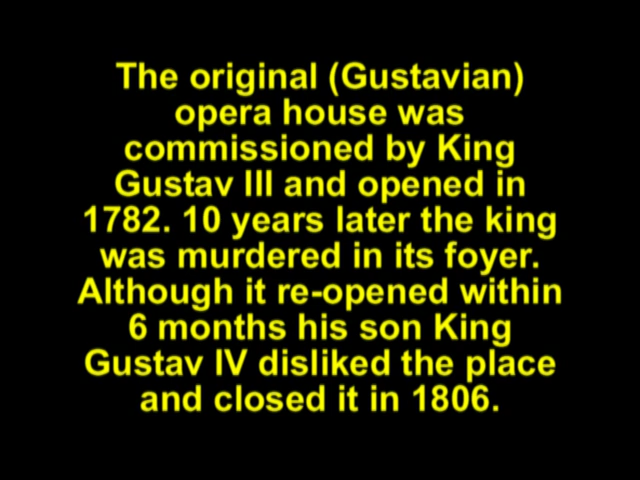 The original (Gustavian)
opera house was
commissioned by King
Gustav III and opened in
1782. 10 years later the king
was murdered in its foyer.
Although it re-opened within
6 months his son King
Gustav IV disliked the place
and closed it in 1806.